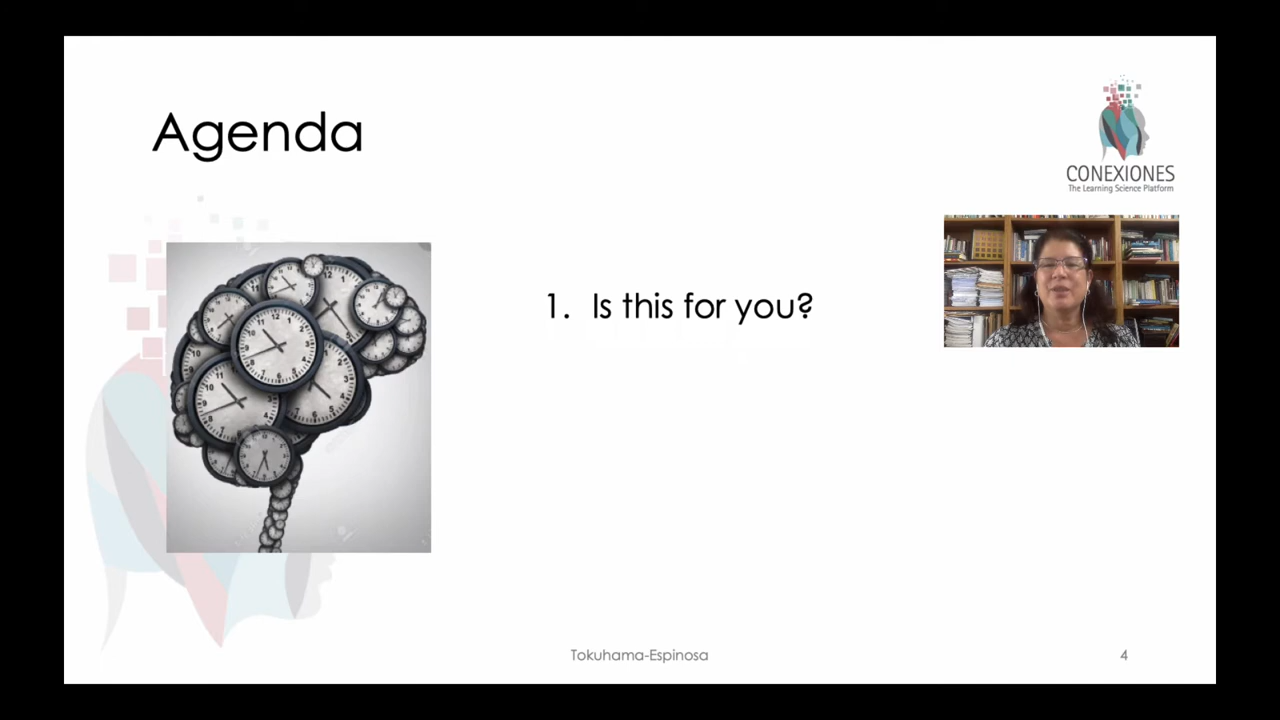 Agenda
CONEXIONES
The Learning Science Platform
1. Is this for you?
Tokuhama-Espinosa
4